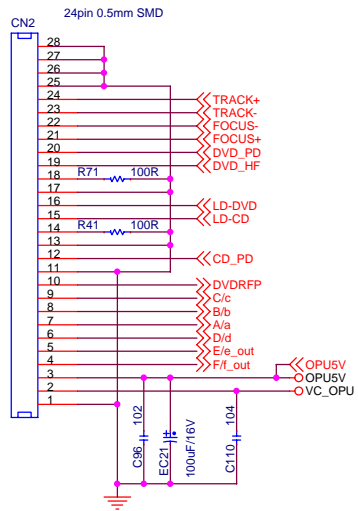 24pin 0.5mm SMD
CN2
28
27
26
25
24 TRACK+
23 TRACK-
22 FOCUS-
21 FOCUS+
20 DVD_PD
19 DVD_HF
18 R71 100R
17
16 LD-DVD
15 LD-CD
14 R41 100R
13
12 CD_PD
11
10 DVDRFP
9 C/c
8 B/b
7 A/a
6 D/d
5 E/e_out
4 F/f_out
OPU5V
3 OPU5V
2 VC_OPU
1
C96 102
EC21 100uF/16V
C110 104